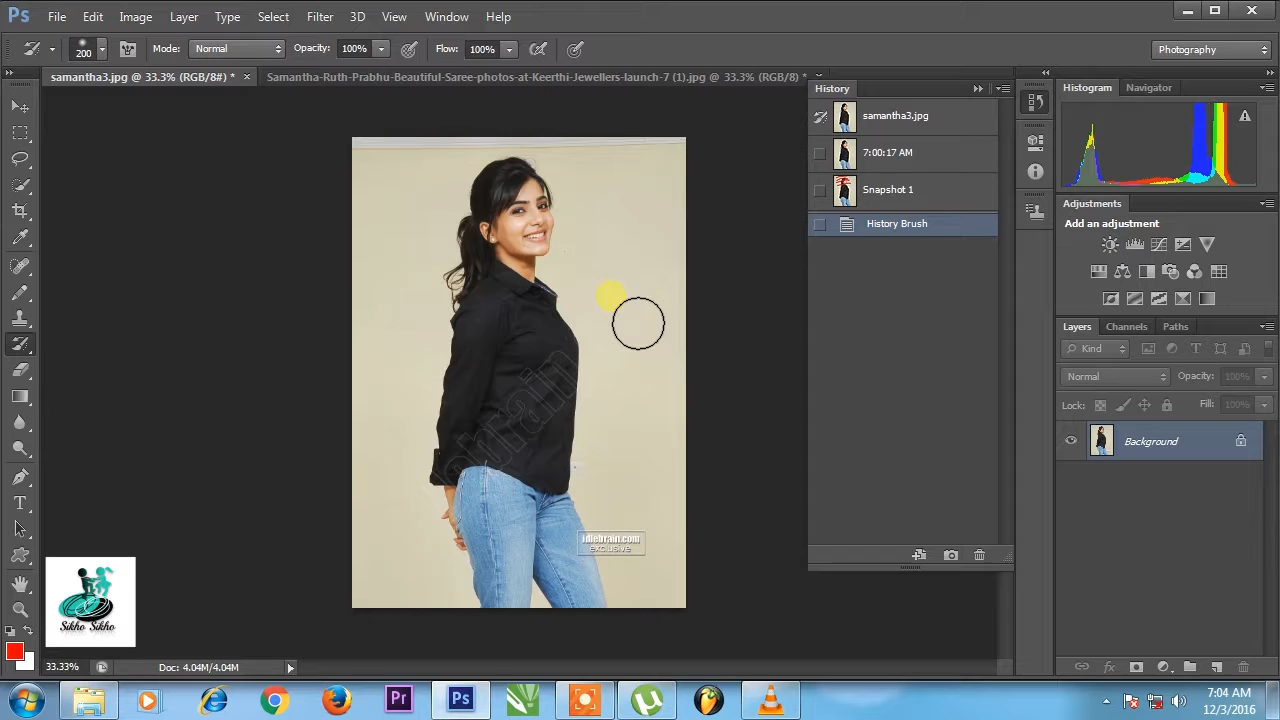 Ps File Edit Image Layer Type Select Filter 3D View Window Help
200 Mode: Normal Opacity: 100% Flow: 100% Photography
samantha3.jpg @ 33.3% (RGB/8#) * × Samantha-Ruth-Prabhu-Beautiful-Saree-photos-at-Keerthi-Jewellers-launch-7 (1).jpg @ 33.3% (RGB/8) *
History
samantha3.jpg
7:00:17 AM
Snapshot 1
History Brush
Histogram Navigator
Adjustments
Add an adjustment
Layers Channels Paths
Kind
Normal Opacity: 100%
Lock: Fill: 100%
Background
idlebrain.com
exclusive
Sikho Sikho
33.33% Doc: 4.04M/4.04M
Pr Ps
7:04 AM
12/3/2016